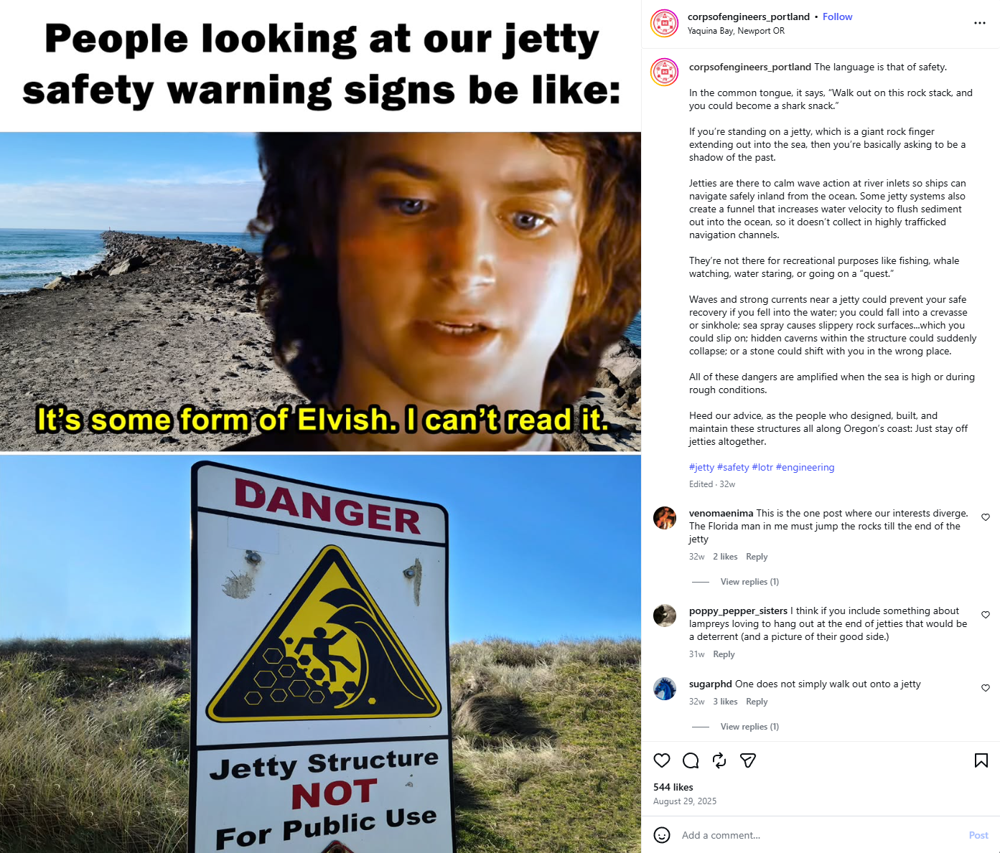 People looking at our jetty
safety warning signs be like:
It's some form of Elvish. I can't read it.
DANGER
Jetty Structure
NOT
For Public Use
corpsofengineers_portland • Follow
Yaquina Bay, Newport OR
corpsofengineers_portland The language is that of safety.
In the common tongue, it says, “Walk out on this rock stack, and
you could become a shark snack.”
If you’re standing on a jetty, which is a giant rock finger
extending out into the sea, then you’re basically asking to be a
shadow of the past.
Jetties are there to calm wave action at river inlets so ships can
navigate safely inland from the ocean. Some jetty systems also
create a funnel that increases water velocity to flush sediment
out into the ocean, so it doesn’t collect in highly trafficked
navigation channels.
They’re not there for recreational purposes like fishing, whale
watching, water staring, or going on a “quest.”
Waves and strong currents near a jetty could prevent your safe
recovery if you fell into the water; you could fall into a crevasse
or sinkhole; sea spray causes slippery rock surfaces...which you
could slip on; hidden caverns within the structure could suddenly
collapse; or a stone could shift with you in the wrong place.
All of these dangers are amplified when the sea is high or during
rough conditions.
Heed our advice, as the people who designed, built, and
maintain these structures all along Oregon’s coast: Just stay off
jetties altogether.
#jetty #safety #lotr #engineering
Edited · 32w
venomaenima This is the one post where our interests diverge.
The Florida man in me must jump the rocks till the end of the
jetty
32w 2 likes Reply
View replies (1)
poppy_pepper_sisters I think if you include something about
lampreys loving to hang out at the end of jetties that would be
a deterrent (and a picture of their good side.)
31w Reply
sugarphd One does not simply walk out onto a jetty
32w 3 likes Reply
View replies (1)
544 likes
August 29, 2025
Add a comment...
Post